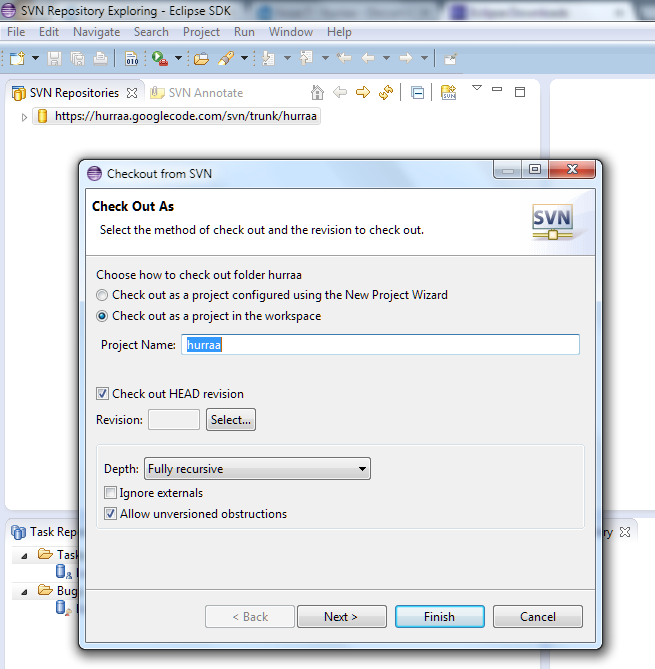 SVN Repository Exploring - Eclipse SDK
File Edit Navigate Search Project Run Window Help
SVN Repositories SVN Annotate
SVN
https://hurraa.googlecode.com/svn/trunk/hurraa
Checkout from SVN
Check Out As
Select the method of check out and the revision to check out.
SVN
Choose how to check out folder hurraa
Check out as a project configured using the New Project Wizard
Check out as a project in the workspace
Project Name: hurraa
Check out HEAD revision
Revision: Select...
Depth: Fully recursive
Ignore externals
Allow unversioned obstructions
Task Rep
Task
Bug
< Back Next > Finish Cancel